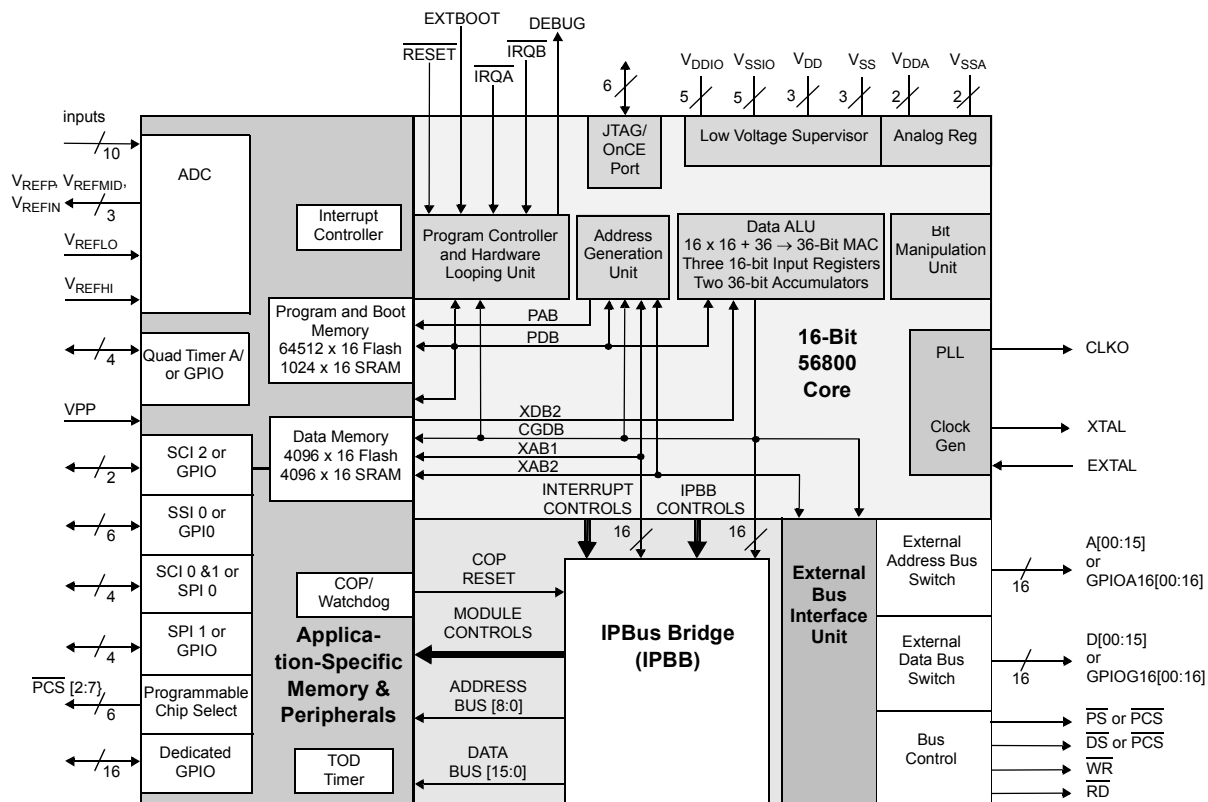 EXTBOOT
DEBUG
RESET
IRQB
IRQA
6
VDDIO
VSSIO
VDD
VSS
VDDA
VSSA
5
5
3
3
2
2
inputs
10
ADC
VREFP, VREFMID,
VREFIN
3
VREFLO
VREFHI
JTAG/
OnCE
Port
Low Voltage Supervisor
Analog Reg
Interrupt
Controller
Program Controller
and Hardware
Looping Unit
Address
Generation
Unit
Data ALU
16 x 16 + 36 → 36-Bit MAC
Three 16-bit Input Registers
Two 36-bit Accumulators
Bit
Manipulation
Unit
Program and Boot
Memory
64512 x 16 Flash
1024 x 16 SRAM
PAB
PDB
16-Bit
56800
Core
PLL
Clock
Gen
CLKO
XTAL
EXTAL
4
Quad Timer A/
or GPIO
VPP
XDB2
CGDB
XAB1
XAB2
Data Memory
4096 x 16 Flash
4096 x 16 SRAM
2
SCI 2 or
GPIO
6
SSI 0 or
GPI0
4
SCI 0 &1 or
SPI 0
4
SPI 1 or
GPIO
PCS [2:7}
6
Programmable
Chip Select
16
Dedicated
GPIO
INTERRUPT
CONTROLS
16
IPBB
CONTROLS
16
COP/
Watchdog
COP
RESET
MODULE
CONTROLS
Applica-
tion-Specific
Memory &
Peripherals
ADDRESS
BUS [8:0]
DATA
BUS [15:0]
TOD
Timer
IPBus Bridge
(IPBB)
External
Bus
Interface
Unit
External
Address Bus
Switch
16
A[00:15]
or
GPIOA16[00:16]
External
Data Bus
Switch
16
D[00:15]
or
GPIOG16[00:16]
Bus
Control
PS or PCS
DS or PCS
WR
RD